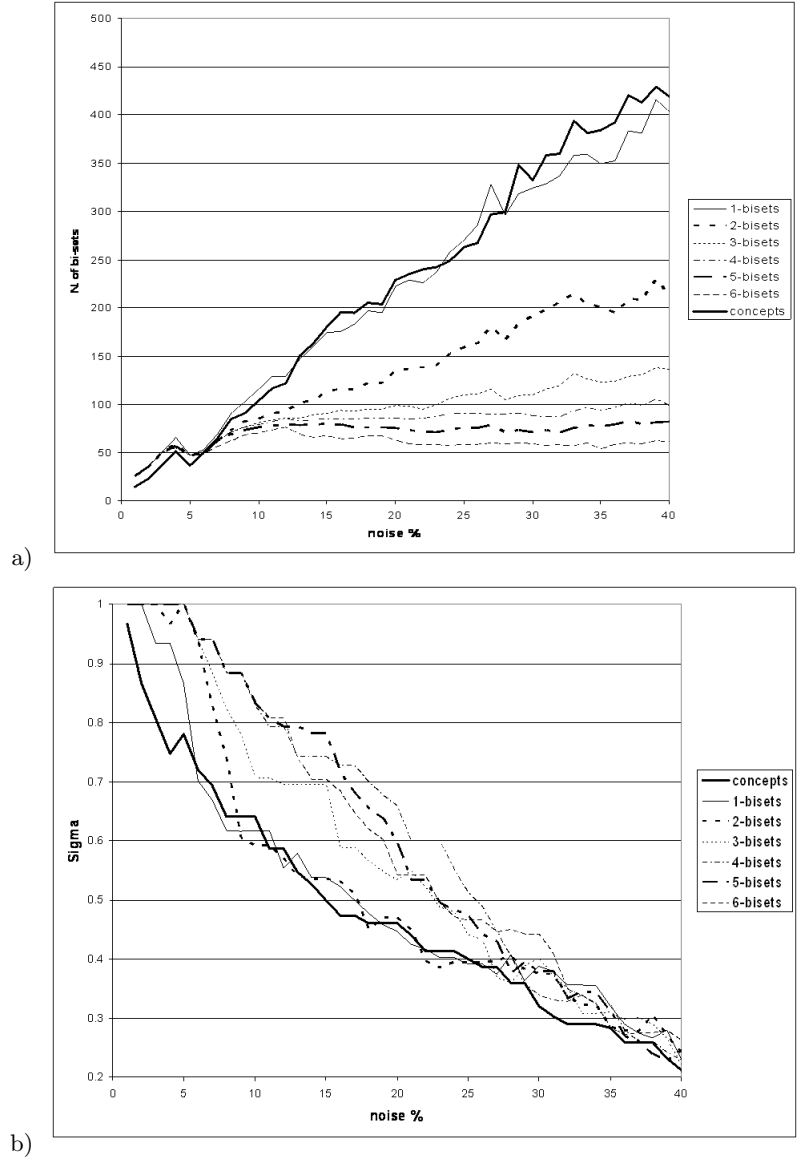 500
450
400
350
300
250
200
150
100
50
0
N. of bi-sets
0 5 10 15 20 25 30 35 40
noise %
1-bisets
2-bisets
3-bisets
4-bisets
5-bisets
6-bisets
concepts
a)
1
0.9
0.8
0.7
0.6
0.5
0.4
0.3
0.2
Sigma
0 5 10 15 20 25 30 35 40
noise %
concepts
1-bisets
2-bisets
3-bisets
4-bisets
5-bisets
6-bisets
b)